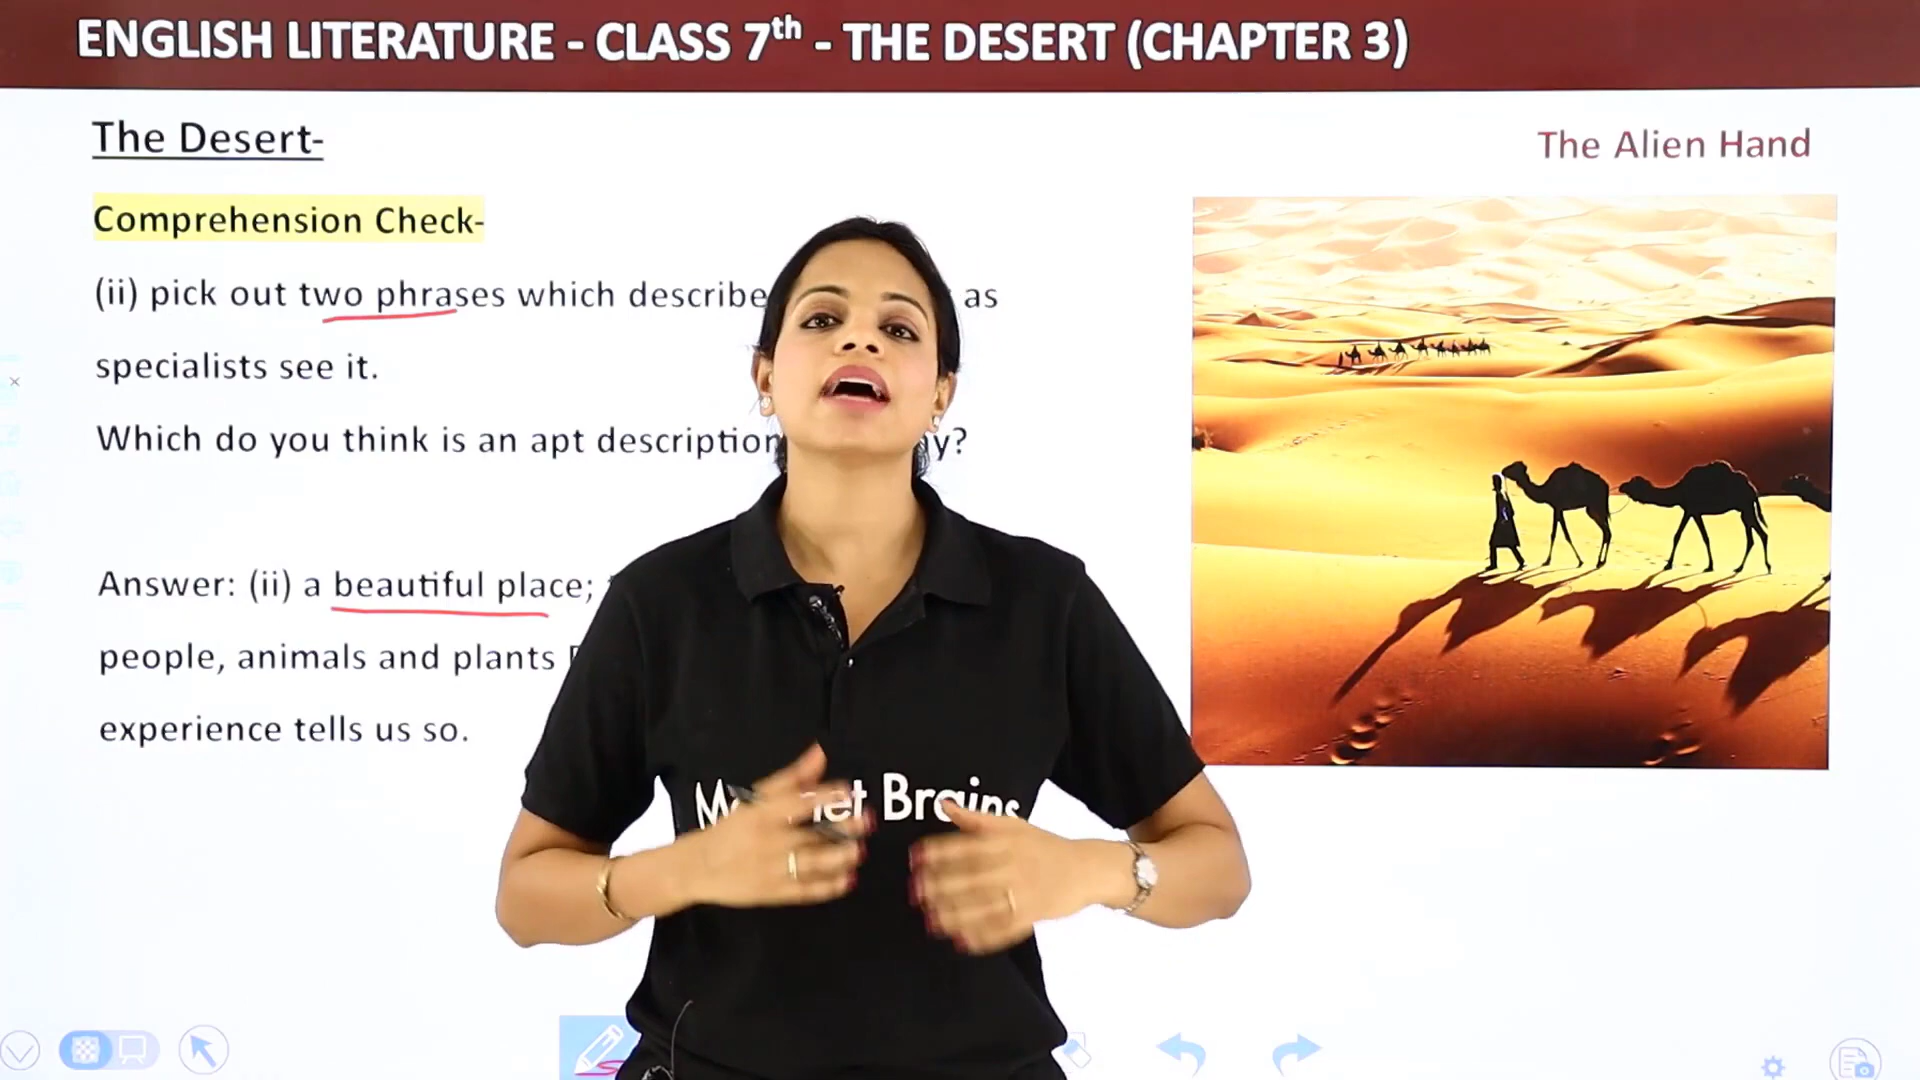 ENGLISH LITERATURE - CLASS 7th - THE DESERT (CHAPTER 3)
The Desert-
The Alien Hand
Comprehension Check-
(ii) pick out two phrases which describe as
specialists see it.
Which do you think is an apt description
Answer: (ii) a beautiful place;
people, animals and plants
experience tells us so.
Brains